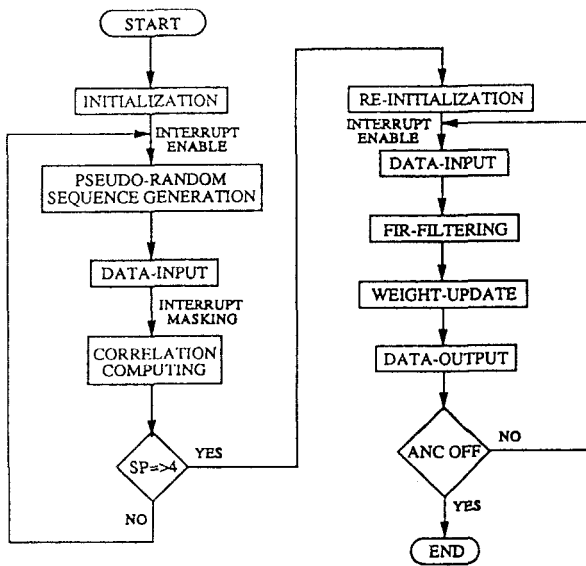 START
INITIALIZATION
INTERRUPT
ENABLE
PSEUDO-RANDOM
SEQUENCE GENERATION
DATA-INPUT
INTERRUPT
MASKING
CORRELATION
COMPUTING
SP=>4
YES
NO
RE-INITIALIZATION
INTERRUPT
ENABLE
DATA-INPUT
FIR-FILTERING
WEIGHT-UPDATE
DATA-OUTPUT
ANC OFF
NO
YES
END